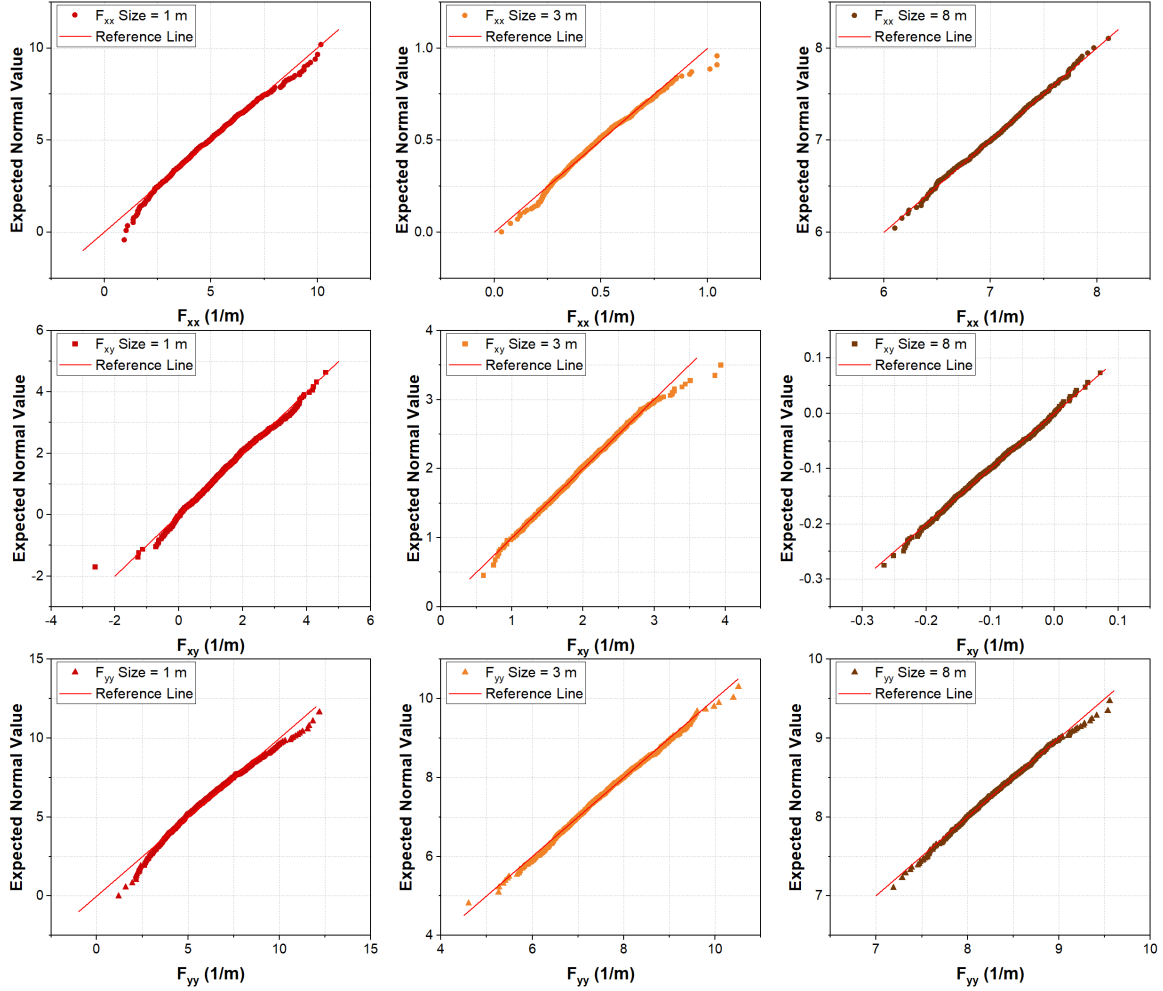 F_xx Size = 1 m
Reference Line
10
5
0
0
5
10
Expected Normal Value
F_xx (1/m)
F_xx Size = 3 m
Reference Line
1.0
0.5
0.0
0.0
0.5
1.0
Expected Normal Value
F_xx (1/m)
F_xx Size = 8 m
Reference Line
8
7
6
6
7
8
Expected Normal Value
F_xx (1/m)
F_xy Size = 1 m
Reference Line
6
4
2
0
-2
-4
-2
0
2
4
6
Expected Normal Value
F_xy (1/m)
F_xy Size = 3 m
Reference Line
4
3
2
1
0
0
1
2
3
4
Expected Normal Value
F_xy (1/m)
F_xy Size = 8 m
Reference Line
0.1
0.0
-0.1
-0.2
-0.3
-0.3
-0.2
-0.1
0.0
0.1
Expected Normal Value
F_xy (1/m)
F_yy Size = 1 m
Reference Line
15
10
5
0
0
5
10
15
Expected Normal Value
F_yy (1/m)
F_yy Size = 3 m
Reference Line
10
8
6
4
4
6
8
10
Expected Normal Value
F_yy (1/m)
F_yy Size = 8 m
Reference Line
10
9
8
7
7
8
9
10
Expected Normal Value
F_yy (1/m)